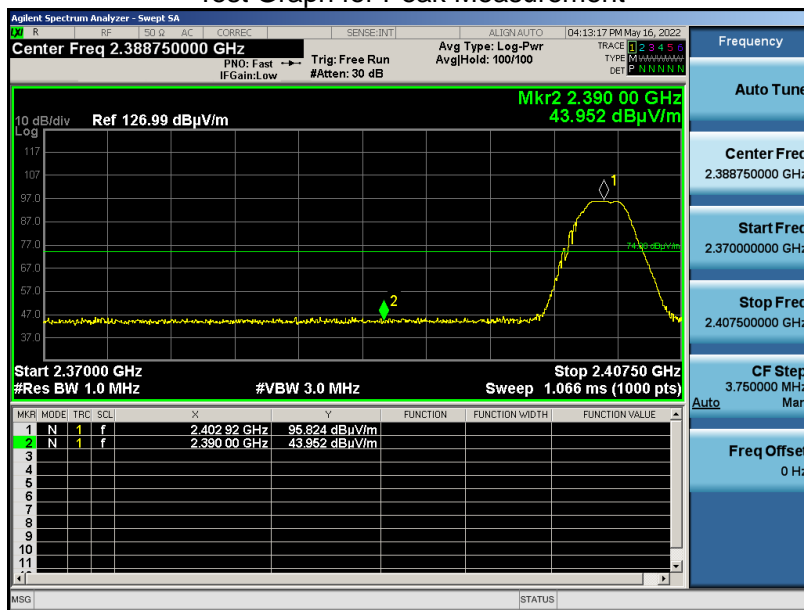 Test Graph for Peak Measurement
Agilent Spectrum Analyzer - Swept SA
LXI R RF 50 Ω AC CORREC SENSE:INT ALIGN AUTO 04:13:17 PM May 16, 2022
Center Freq 2.388750000 GHz
PNO: Fast
IFGain:Low
Trig: Free Run
#Atten: 30 dB
Avg Type: Log-Pwr
Avg|Hold: 100/100
TRACE 1 2 3 4 5 6
TYPE M WWWWW
DET P N N N N N
Mkr2 2.390 00 GHz
43.952 dBµV/m
10 dB/div Ref 126.99 dBµV/m
Log
117
107
97.0
87.0
77.0
67.0
57.0
47.0
37.0
1
2
74.00 dBµV/m
Start 2.37000 GHz Stop 2.40750 GHz
#Res BW 1.0 MHz #VBW 3.0 MHz Sweep 1.066 ms (1000 pts)
MKR MODE TRC SCL X Y FUNCTION FUNCTION WIDTH FUNCTION VALUE
1 N 1 f 2.402 92 GHz 95.824 dBµV/m
2 N 1 f 2.390 00 GHz 43.952 dBµV/m
3
4
5
6
7
8
9
10
11
MSG STATUS
Frequency
Auto Tune
Center Freq
2.388750000 GHz
Start Freq
2.370000000 GHz
Stop Freq
2.407500000 GHz
CF Step
3.750000 MHz
Auto Man
Freq Offset
0 Hz